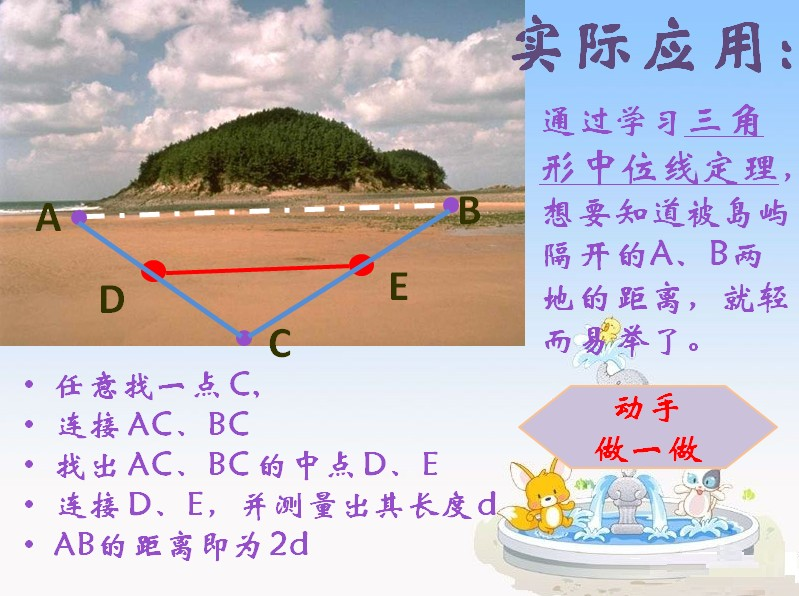 实际应用:
通过学习三角
形中位线定理，
想要知道被岛屿
隔开的A、B两
地的距离，就轻
而易举了。
A
B
D
E
C
• 任意找一点C,
• 连接AC、BC
• 找出AC、BC的中点D、E
• 连接D、E，并测量出其长度d
• AB的距离即为2d
动手
做一做